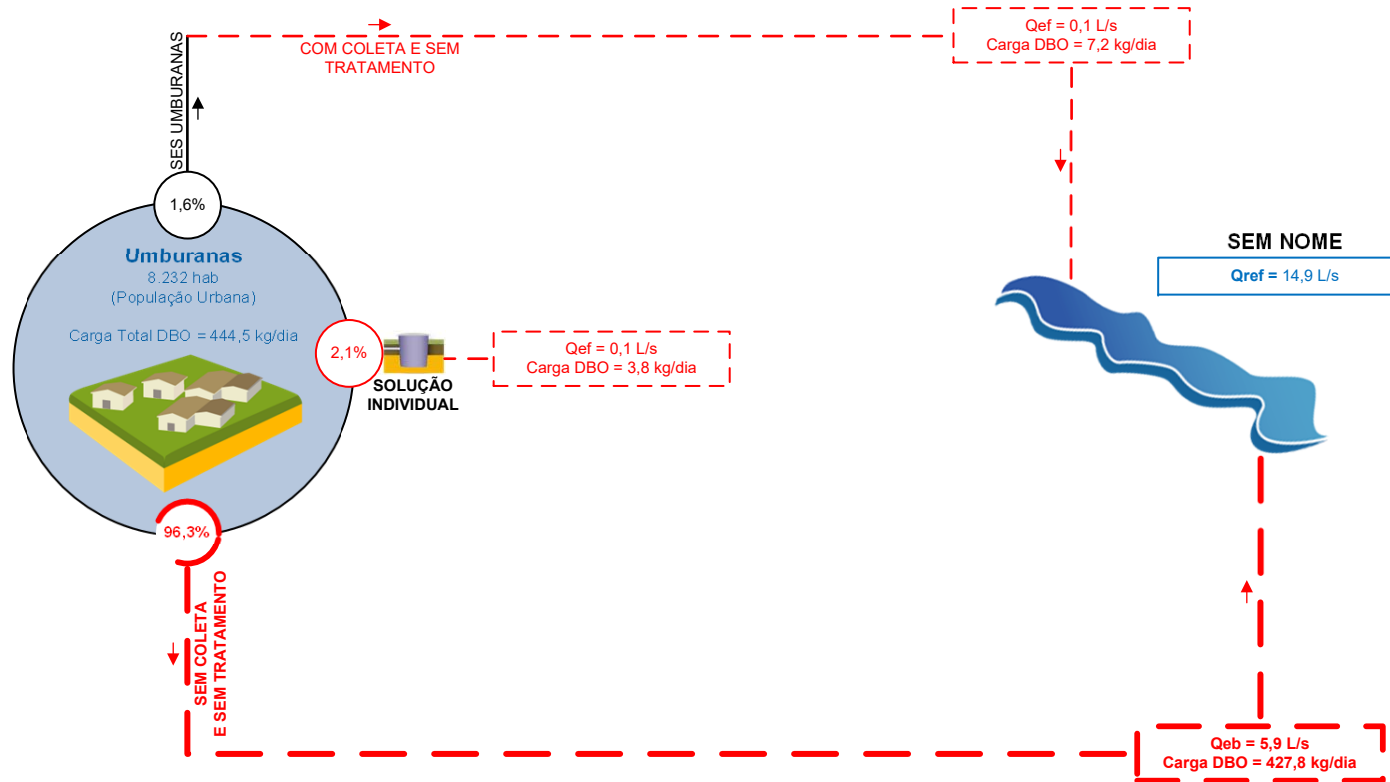 Qef = 0,1 L/s
Carga DBO = 7,2 kg/dia
COM COLETA E SEM
TRATAMENTO
SES UMBURANAS
1,6%
Umburanas
8.232 hab
(População Urbana)
Carga Total DBO = 444,5 kg/dia
2,1%
SOLUÇÃO
INDIVIDUAL
Qef = 0,1 L/s
Carga DBO = 3,8 kg/dia
SEM NOME
Qref = 14,9 L/s
96,3%
SEM COLETA
E SEM TRATAMENTO
Qeb = 5,9 L/s
Carga DBO = 427,8 kg/dia